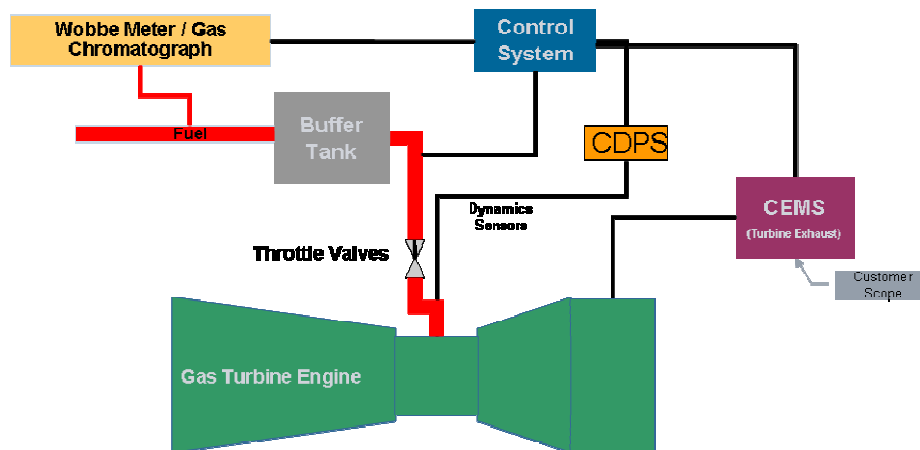 Wobbe Meter / Gas
Chromatograph
Control
System
Fuel
Buffer
Tank
CDPS
Dynamics
Sensors
CEMS
(Turbine Exhaust)
Throttle Valves
Customer
Scope
Gas Turbine Engine